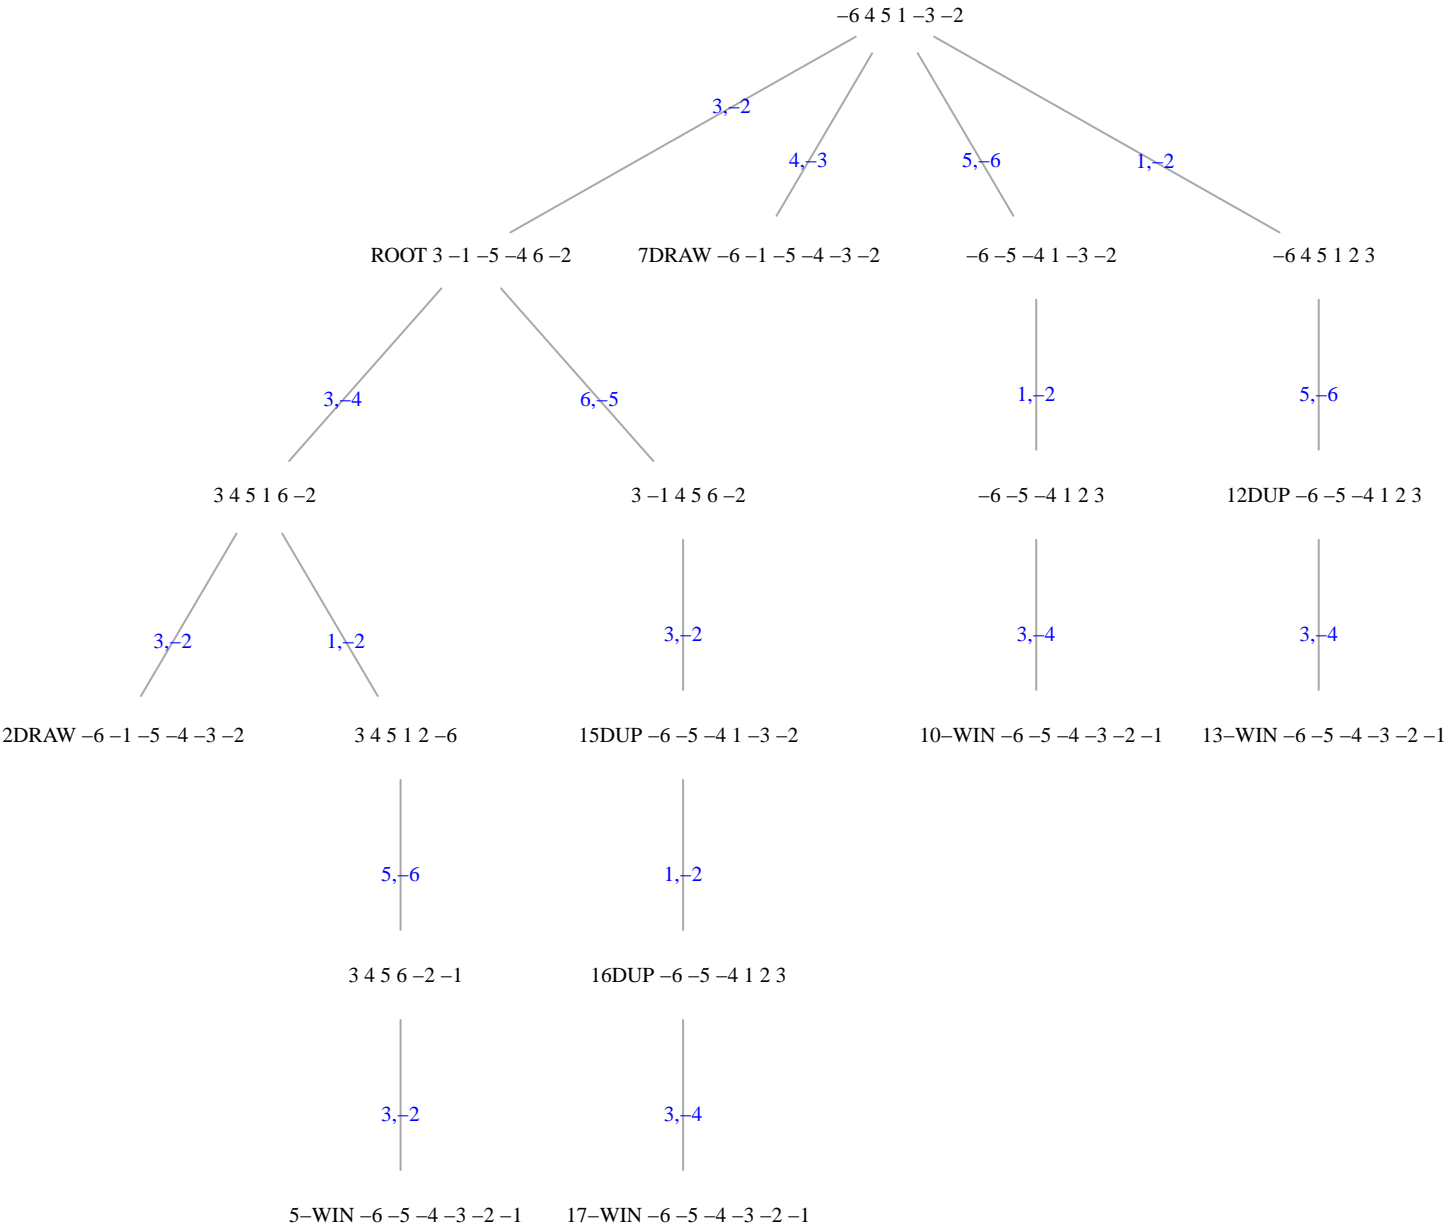 –6 4 5 1 –3 –2
3,–2
4,–3
5,–6
1,–2
ROOT 3 –1 –5 –4 6 –2
7DRAW –6 –1 –5 –4 –3 –2
–6 –5 –4 1 –3 –2
–6 4 5 1 2 3
3,–4
6,–5
1,–2
5,–6
3 4 5 1 6 –2
3 –1 4 5 6 –2
–6 –5 –4 1 2 3
12DUP –6 –5 –4 1 2 3
3,–2
1,–2
3,–2
3,–4
3,–4
2DRAW –6 –1 –5 –4 –3 –2
3 4 5 1 2 –6
15DUP –6 –5 –4 1 –3 –2
10–WIN –6 –5 –4 –3 –2 –1
13–WIN –6 –5 –4 –3 –2 –1
5,–6
1,–2
3 4 5 6 –2 –1
16DUP –6 –5 –4 1 2 3
3,–2
3,–4
5–WIN –6 –5 –4 –3 –2 –1
17–WIN –6 –5 –4 –3 –2 –1